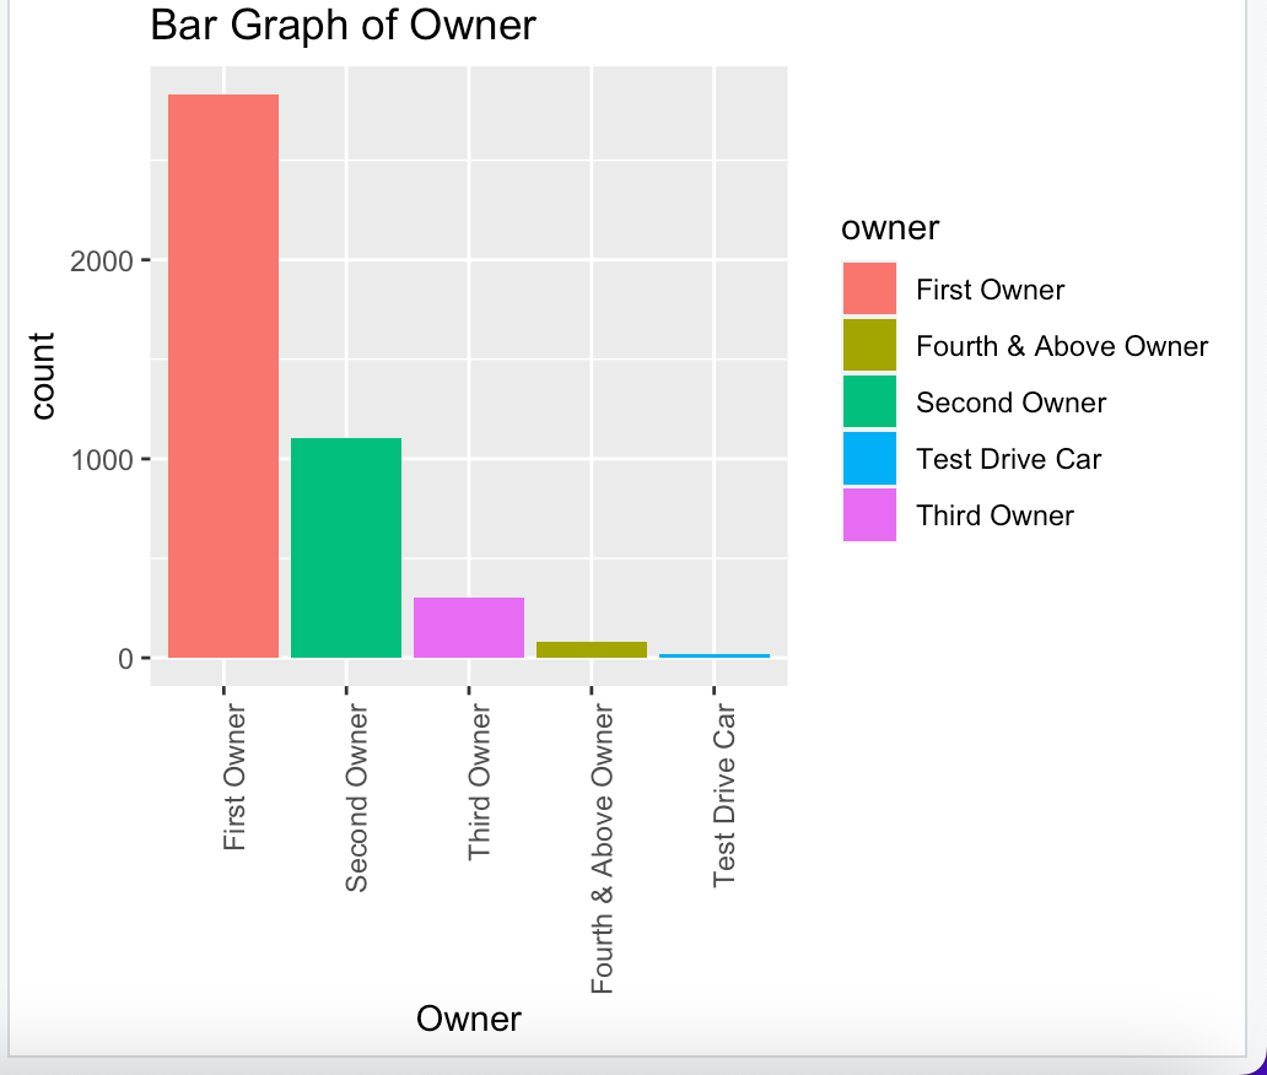 Bar Graph of Owner
count
2000
1000
0
First Owner
Second Owner
Third Owner
Fourth & Above Owner
Test Drive Car
Owner
owner
First Owner
Fourth & Above Owner
Second Owner
Test Drive Car
Third Owner